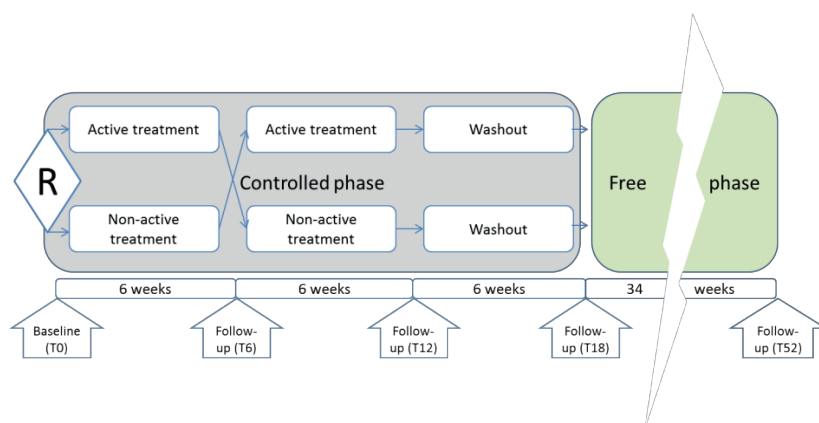 Active treatment
Active treatment
Washout
R
Controlled phase
Free
phase
Non-active
treatment
Non-active
treatment
Washout
6 weeks
6 weeks
6 weeks
34
weeks
Baseline
(T0)
Follow-
up (T6)
Follow-
up (T12)
Follow-
up (T18)
Follow-
up (T52)